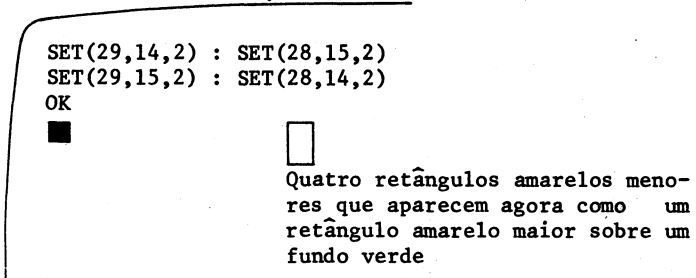 SET(29,14,2) : SET(28,15,2)
SET(29,15,2) : SET(28,14,2)
OK
Quatro retângulos amarelos meno-
res que aparecem agora como um
retângulo amarelo maior sobre um
fundo verde